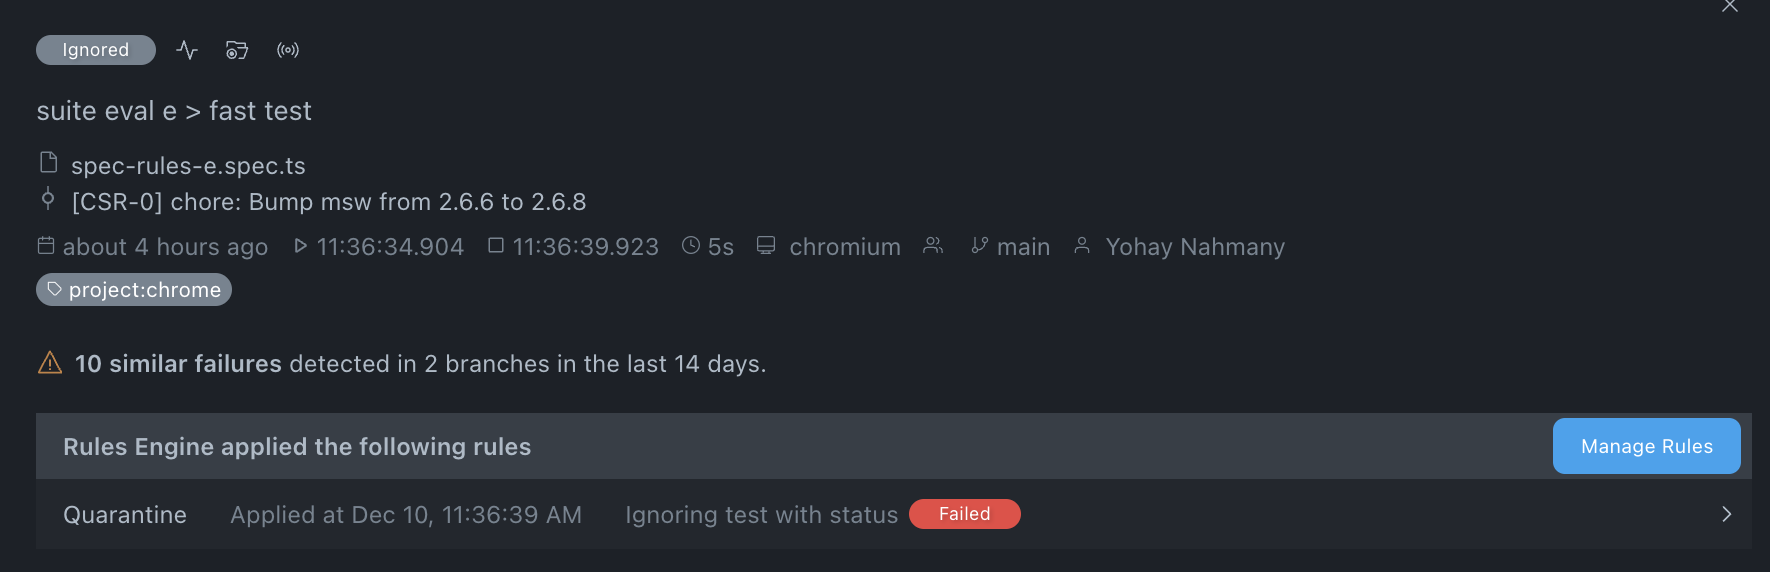 Ignored
suite eval e > fast test
spec-rules-e.spec.ts
[CSR-0] chore: Bump msw from 2.6.6 to 2.6.8
about 4 hours ago 11:36:34.904 11:36:39.923 5s chromium main Yohay Nahmany
project:chrome
10 similar failures detected in 2 branches in the last 14 days.
Rules Engine applied the following rules Manage Rules
Quarantine Applied at Dec 10, 11:36:39 AM Ignoring test with status Failed